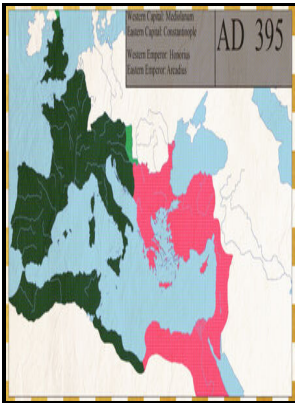 Western Capital: Mediolanum
Eastern Capital: Constantinople
Western Emperor: Honorius
Eastern Emperor: Arcadius
AD 395